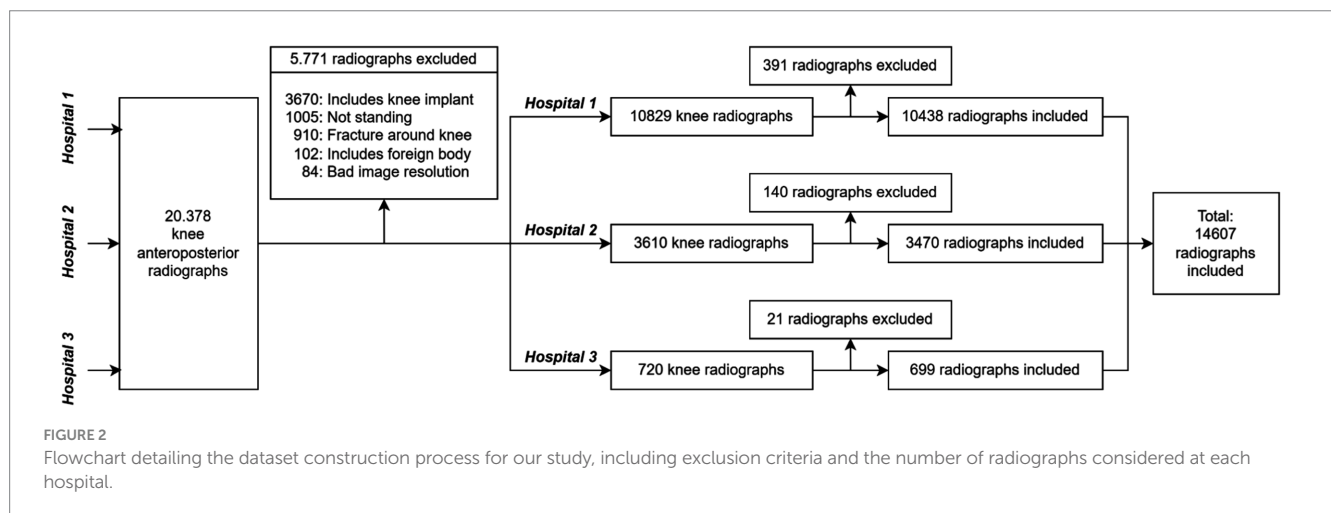 Hospital 1
Hospital 2
Hospital 3
20.378
knee
anteroposterior
radiographs
5.771 radiographs excluded
3670: Includes knee implant
1005: Not standing
910: Fracture around knee
102: Includes foreign body
84: Bad image resolution
Hospital 1
10829 knee radiographs
391 radiographs excluded
10438 radiographs included
Hospital 2
3610 knee radiographs
140 radiographs excluded
3470 radiographs included
Hospital 3
720 knee radiographs
21 radiographs excluded
699 radiographs included
Total:
14607
radiographs
included
FIGURE 2
Flowchart detailing the dataset construction process for our study, including exclusion criteria and the number of radiographs considered at each
hospital.